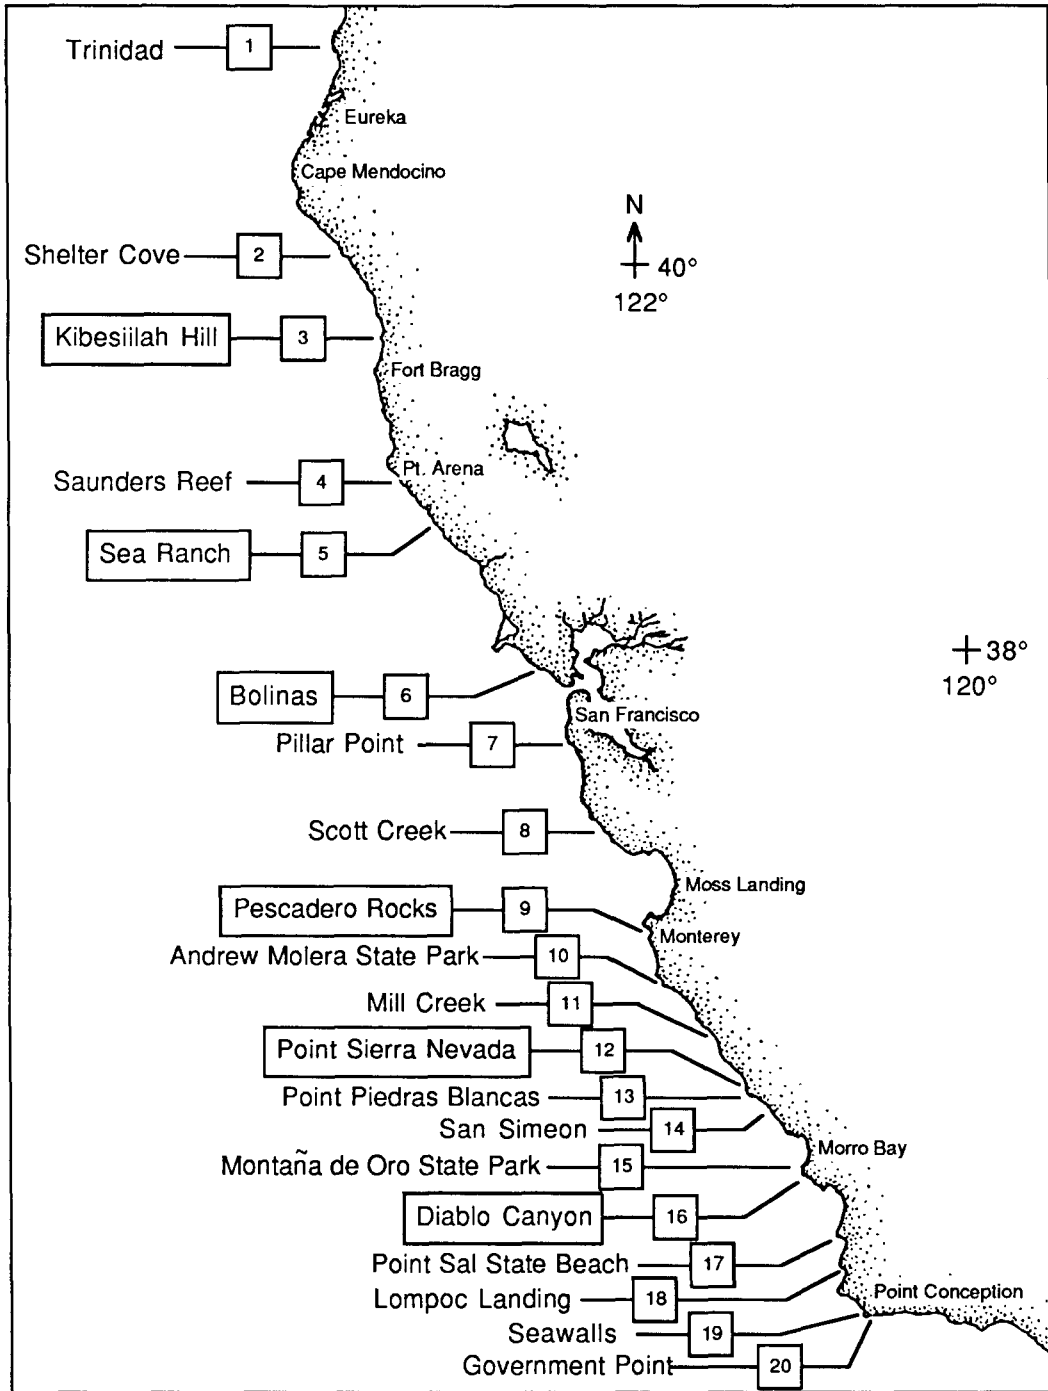 Trinidad 1
Eureka
Cape Mendocino
N
Shelter Cove 2
40°
122°
Kibesiilah Hill 3
Fort Bragg
Pt. Arena
Saunders Reef 4
Sea Ranch 5
38°
120°
Bolinas 6
San Francisco
Pillar Point 7
Scott Creek 8
Moss Landing
Pescadero Rocks 9
Monterey
Andrew Molera State Park 10
Mill Creek 11
Point Sierra Nevada 12
Point Piedras Blancas 13
San Simeon 14
Morro Bay
Montaña de Oro State Park 15
Diablo Canyon 16
Point Sal State Beach 17
Point Conception
Lompoc Landing 18
Seawalls 19
Government Point 20